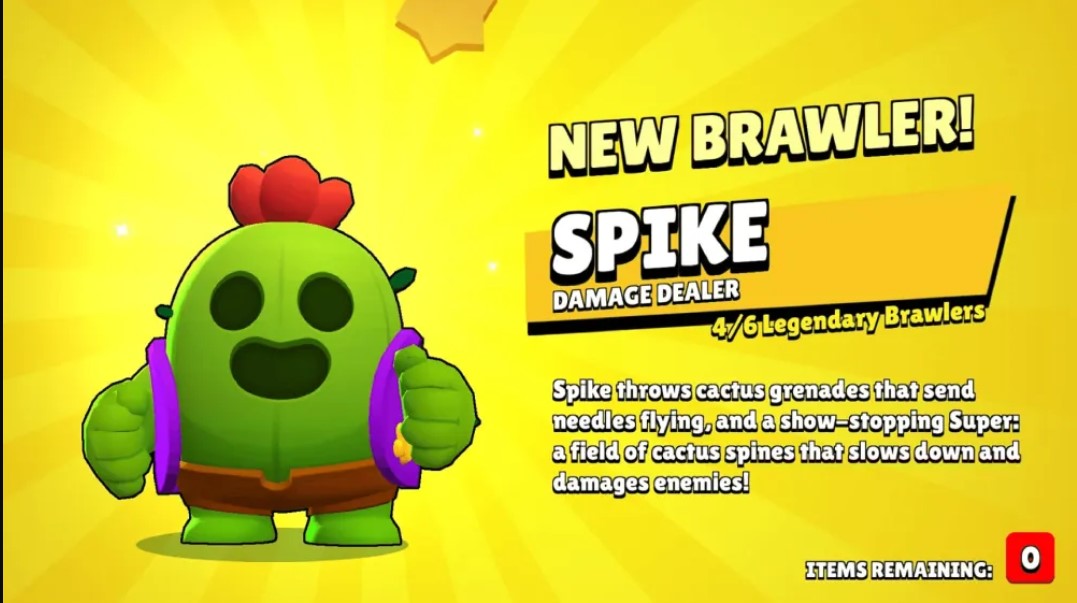 NEW BRAWLER!
SPIKE
DAMAGE DEALER
4/6 Legendary Brawlers
Spike throws cactus grenades that send
needles flying, and a show-stopping Super:
a field of cactus spines that slows down and
damages enemies!
ITEMS REMAINING: 0